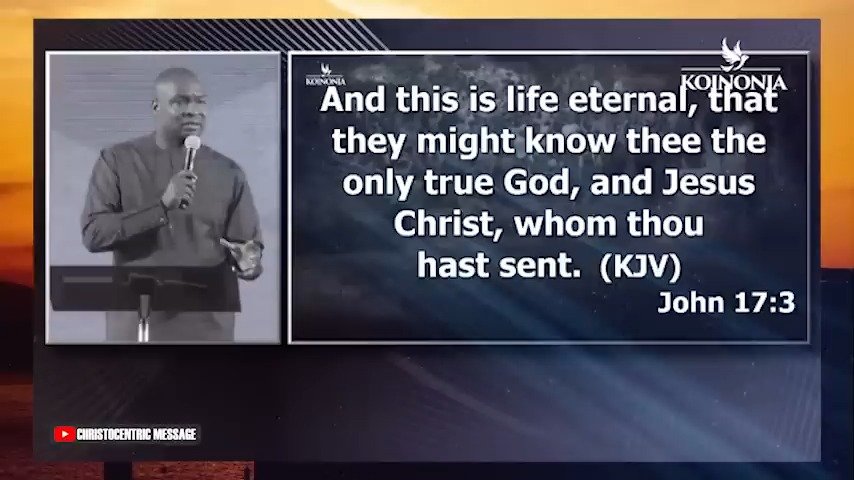 KOINONIA
KOINONIA
And this is life eternal, that
they might know thee the
only true God, and Jesus
Christ, whom thou
hast sent. (KJV)
John 17:3
CHRISTOCENTRIC MESSAGE